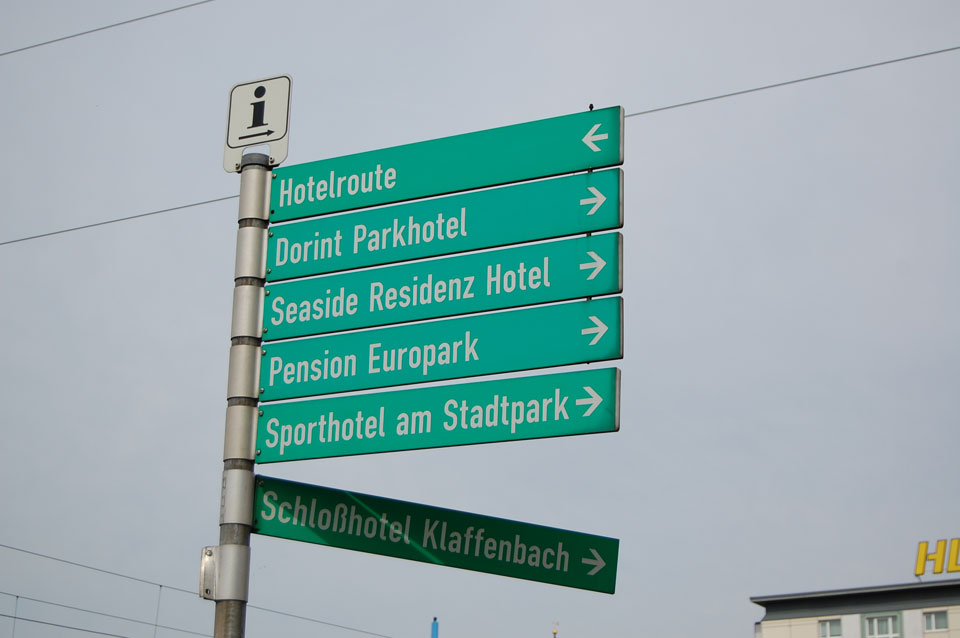 i
Hotelroute
Dorint Parkhotel
Seaside Residenz Hotel
Pension Europark
Sporthotel am Stadtpark
Schloßhotel Klaffenbach